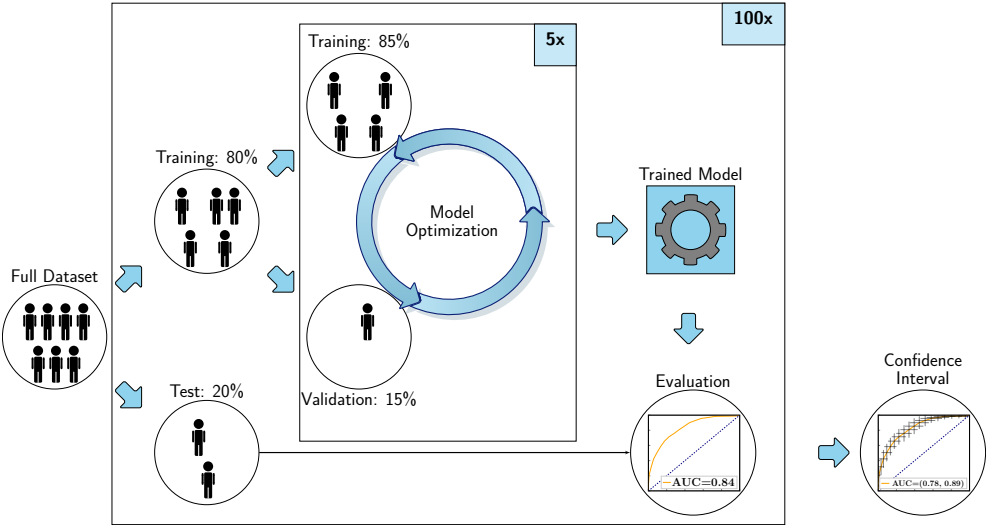 100x
5x
Training: 85%
Training: 80%
Model
Optimization
Trained Model
Full Dataset
Validation: 15%
Test: 20%
Evaluation
AUC=0.84
Confidence
Interval
AUC=(0.78, 0.89)